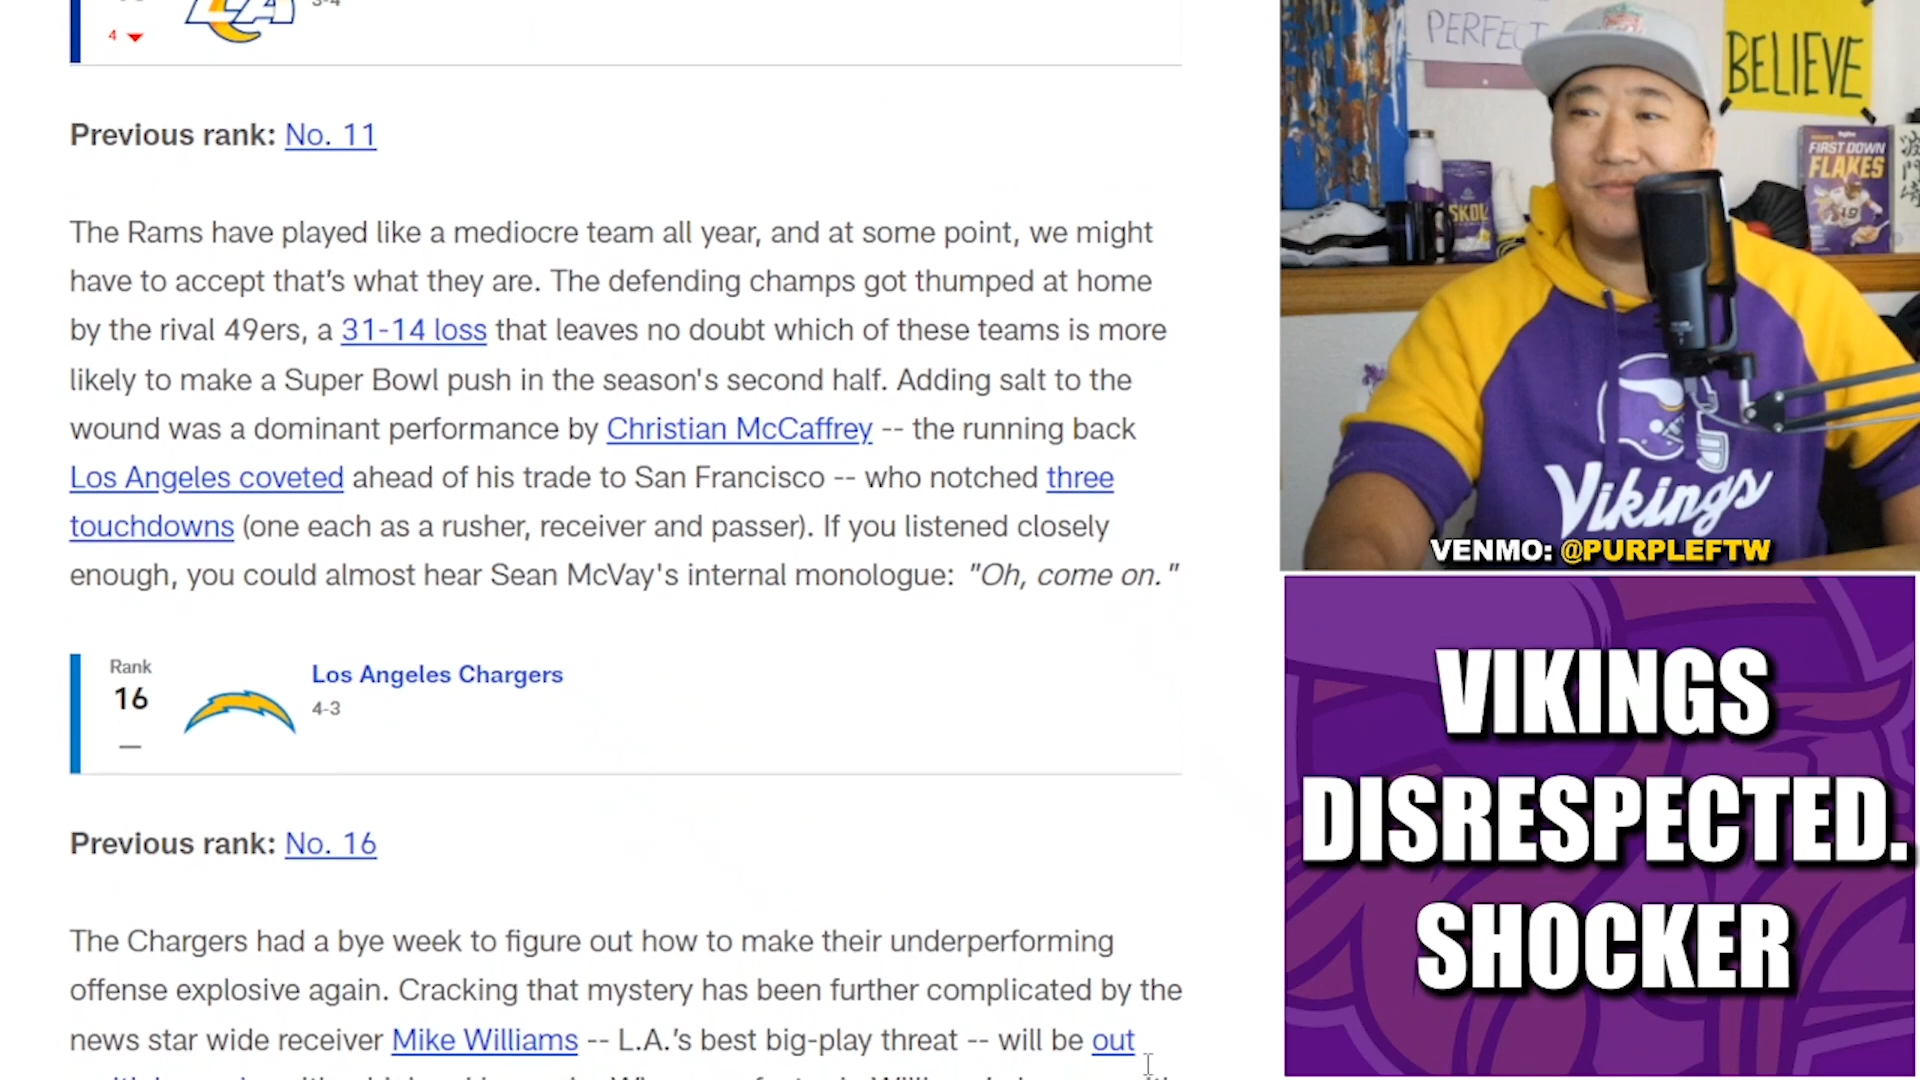 4
LA
3-4
Previous rank: No. 11
The Rams have played like a mediocre team all year, and at some point, we might
have to accept that's what they are. The defending champs got thumped at home
by the rival 49ers, a 31-14 loss that leaves no doubt which of these teams is more
likely to make a Super Bowl push in the season's second half. Adding salt to the
wound was a dominant performance by Christian McCaffrey -- the running back
Los Angeles coveted ahead of his trade to San Francisco -- who notched three
touchdowns (one each as a rusher, receiver and passer). If you listened closely
enough, you could almost hear Sean McVay's internal monologue: "Oh, come on."
Rank
16
—
Los Angeles Chargers
4-3
Previous rank: No. 16
The Chargers had a bye week to figure out how to make their underperforming
offense explosive again. Cracking that mystery has been further complicated by the
news star wide receiver Mike Williams -- L.A.'s best big-play threat -- will be out
PERFECT
BELIEVE
FIRST DOWN
FLAKES
19
SKOL
Vikings
VENMO: @PURPLEFTW
VIKINGS
DISRESPECTED.
SHOCKER